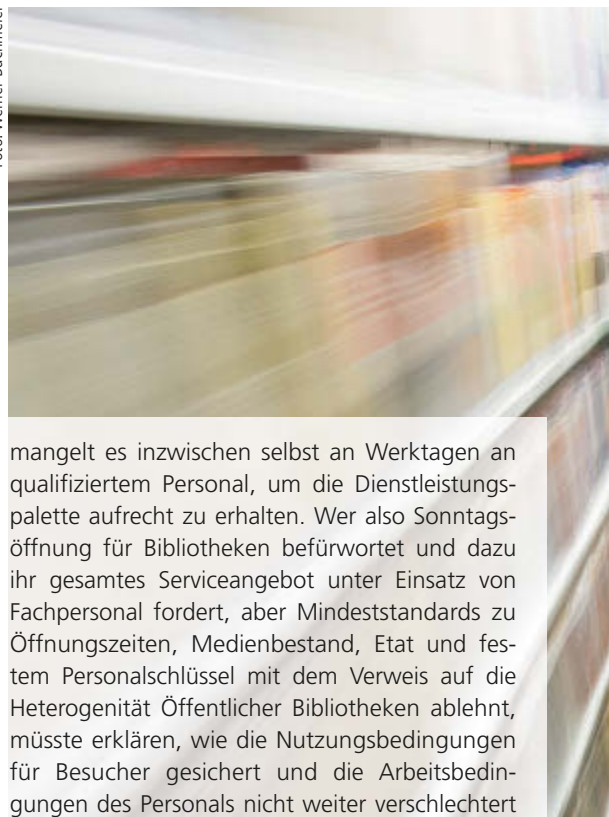 mangelt es inzwischen selbst an Werktagen an
qualifiziertem Personal, um die Dienstleistungs-
palette aufrecht zu erhalten. Wer also Sonntags-
öffnung für Bibliotheken befürwortet und dazu
ihr gesamtes Serviceangebot unter Einsatz von
Fachpersonal fordert, aber Mindeststandards zu
Öffnungszeiten, Medienbestand, Etat und fes-
tem Personalschlüssel mit dem Verweis auf die
Heterogenität Öffentlicher Bibliotheken ablehnt,
müsste erklären, wie die Nutzungsbedingungen
für Besucher gesichert und die Arbeitsbedin-
gungen des Personals nicht weiter verschlechtert